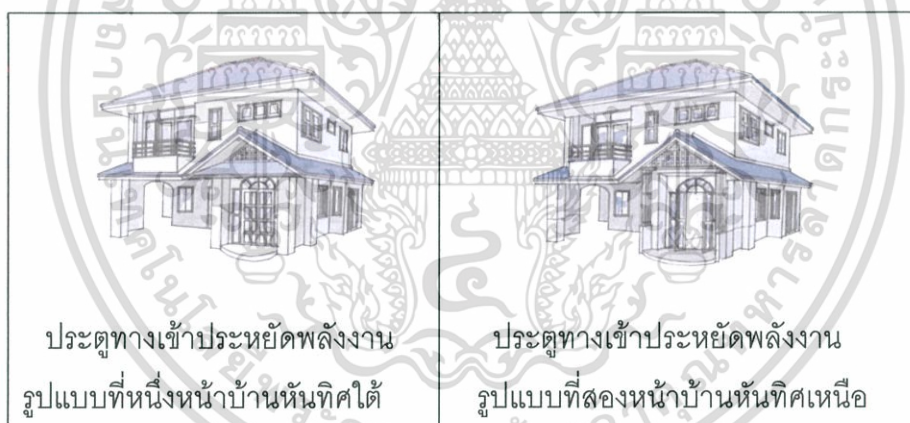 ประตูทางเข้าประหยัดพลังงาน
รูปแบบที่หนึ่งหน้าบ้านหันทิศใต้
ประตูทางเข้าประหยัดพลังงาน
รูปแบบที่สองหน้าบ้านหันทิศเหนือ